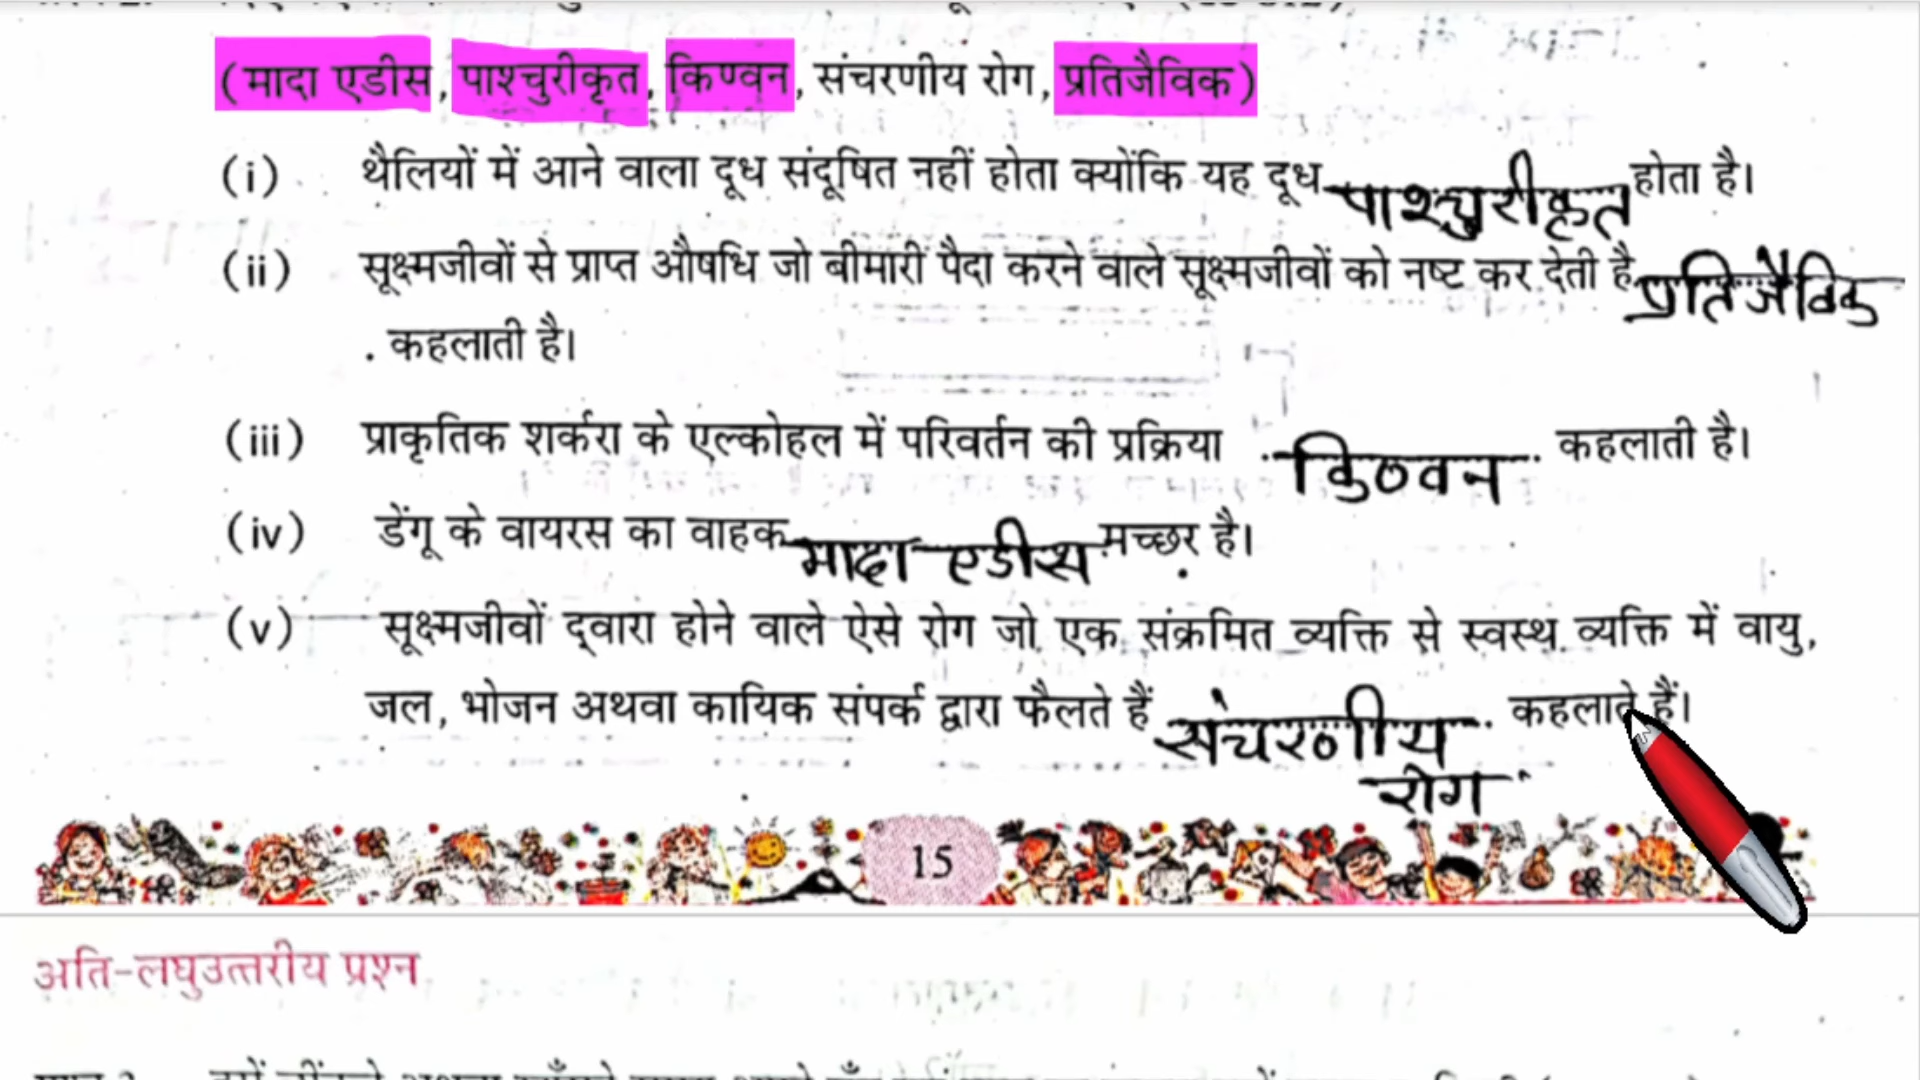 (मादा एडीस, पाश्चुरीकृत, किण्वन, संचरणीय रोग, प्रतिजैविक)
(i) थैलियों में आने वाला दूध संदूषित नहीं होता क्योंकि यह दूध पाश्चुरीकृत होता है।
(ii) सूक्ष्मजीवों से प्राप्त औषधि जो बीमारी पैदा करने वाले सूक्ष्मजीवों को नष्ट कर देती है प्रतिजैविक
. कहलाती है।
(iii) प्राकृतिक शर्करा के एल्कोहल में परिवर्तन की प्रक्रिया किण्वन कहलाती है।
(iv) डेंगू के वायरस का वाहक मादा एडीस मच्छर है।
(v) सूक्ष्मजीवों द्वारा होने वाले ऐसे रोग जो एक संक्रमित व्यक्ति से स्वस्थ व्यक्ति में वायु,
जल, भोजन अथवा कायिक संपर्क द्वारा फैलते हैं संचरणीय कहलाते हैं।
रोग
15
अति-लघुउत्तरीय प्रश्न